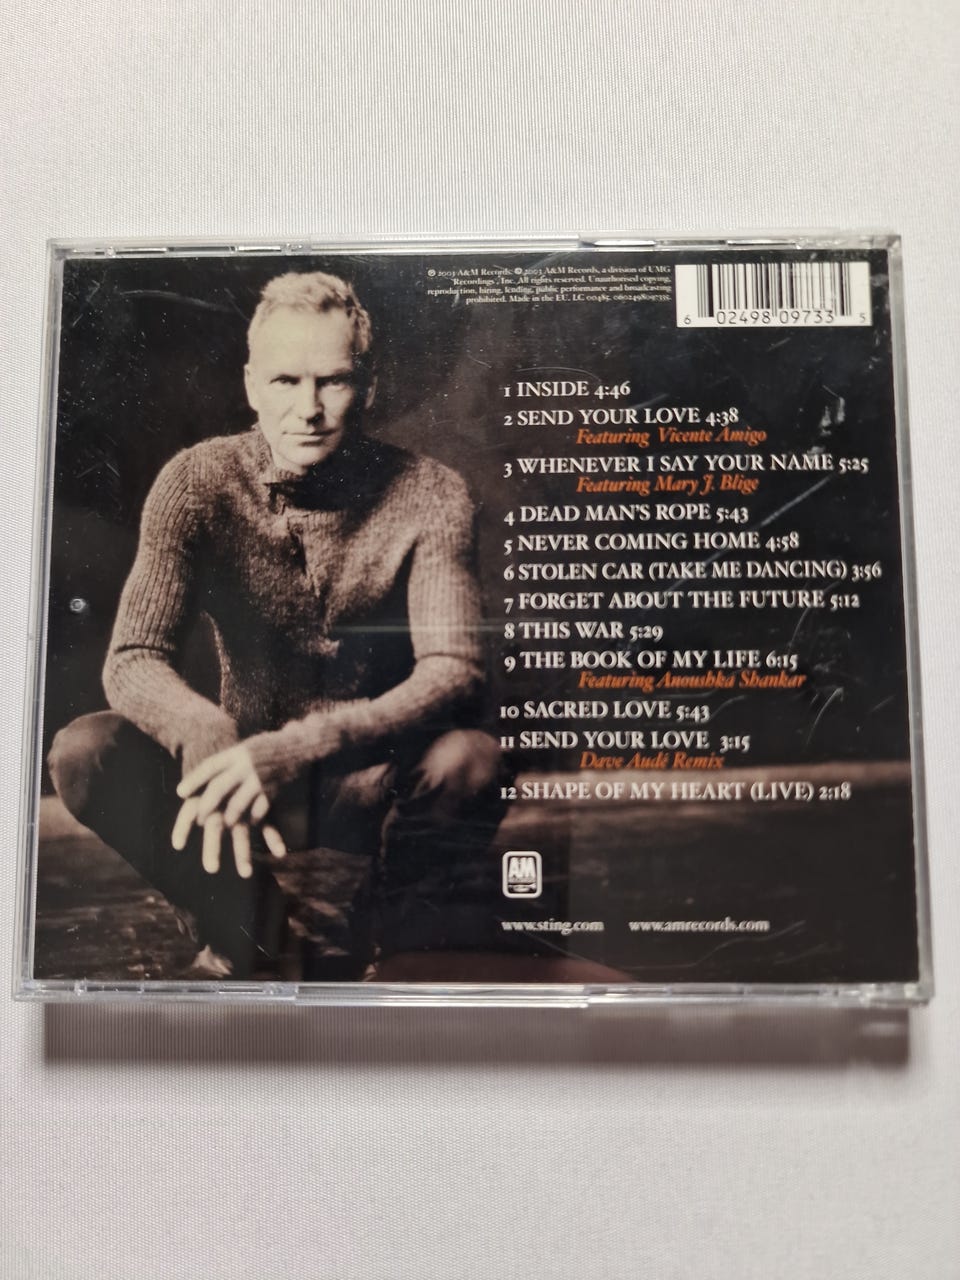 ℗ 2003 A&M Records. © 2003 A&M Records, a division of UMG
Recordings, Inc. All rights reserved. Unauthorised copying,
reproduction, hiring, lending, public performance and broadcasting
prohibited. Made in the EU. LC 00485. 0602498097335.
6 02498 09733 5
1 INSIDE 4:46
2 SEND YOUR LOVE 4:38
Featuring Vicente Amigo
3 WHENEVER I SAY YOUR NAME 5:25
Featuring Mary J. Blige
4 DEAD MAN'S ROPE 5:43
5 NEVER COMING HOME 4:58
6 STOLEN CAR (TAKE ME DANCING) 3:56
7 FORGET ABOUT THE FUTURE 5:12
8 THIS WAR 5:29
9 THE BOOK OF MY LIFE 6:15
Featuring Anoushka Shankar
10 SACRED LOVE 5:43
11 SEND YOUR LOVE 3:15
Dave Audé Remix
12 SHAPE OF MY HEART (LIVE) 2:18
AM
www.sting.com www.amrecords.com